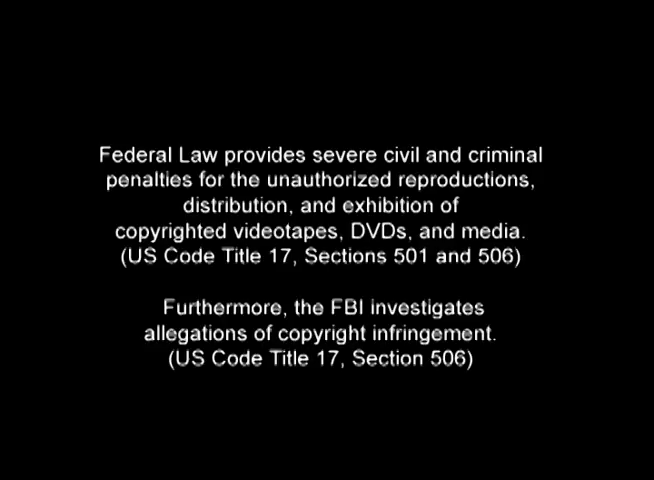 Federal Law provides severe civil and criminal
penalties for the unauthorized reproductions,
distribution, and exhibition of
copyrighted videotapes, DVDs, and media.
(US Code Title 17, Sections 501 and 506)
Furthermore, the FBI investigates
allegations of copyright infringement.
(US Code Title 17, Section 506)